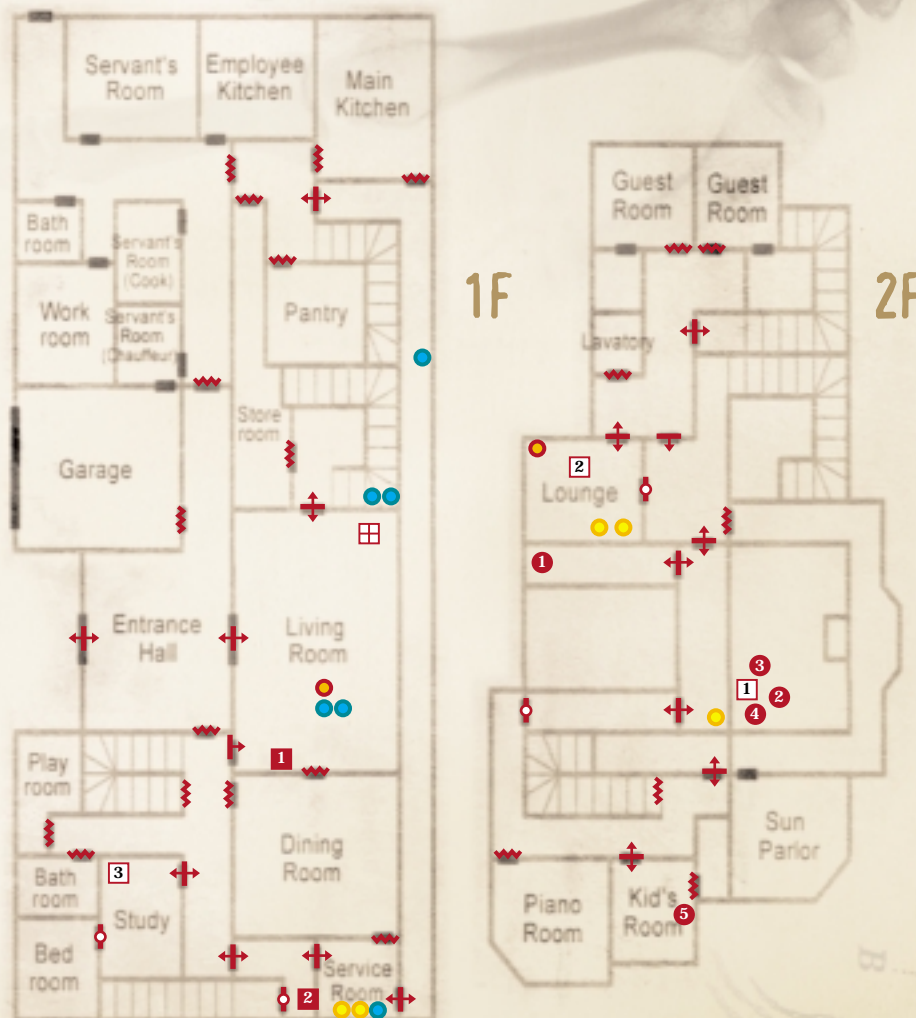 Servant's
Room
Employee
Kitchen
Main
Kitchen
Bath
room
Servant's
Room
(Cook)
Work
room
Servant's
Room
(Chauffeur)
Pantry
Store
room
Garage
Entrance
Hall
Living
Room
1
Play
room
Dining
Room
3
Bath
room
Study
Bed
room
Service
Room
2
1F
2F
Guest
Room
Guest
Room
Lavatory
2
Lounge
1
3
1
2
4
Sun
Parlor
Piano
Room
Kid's
Room
5
B